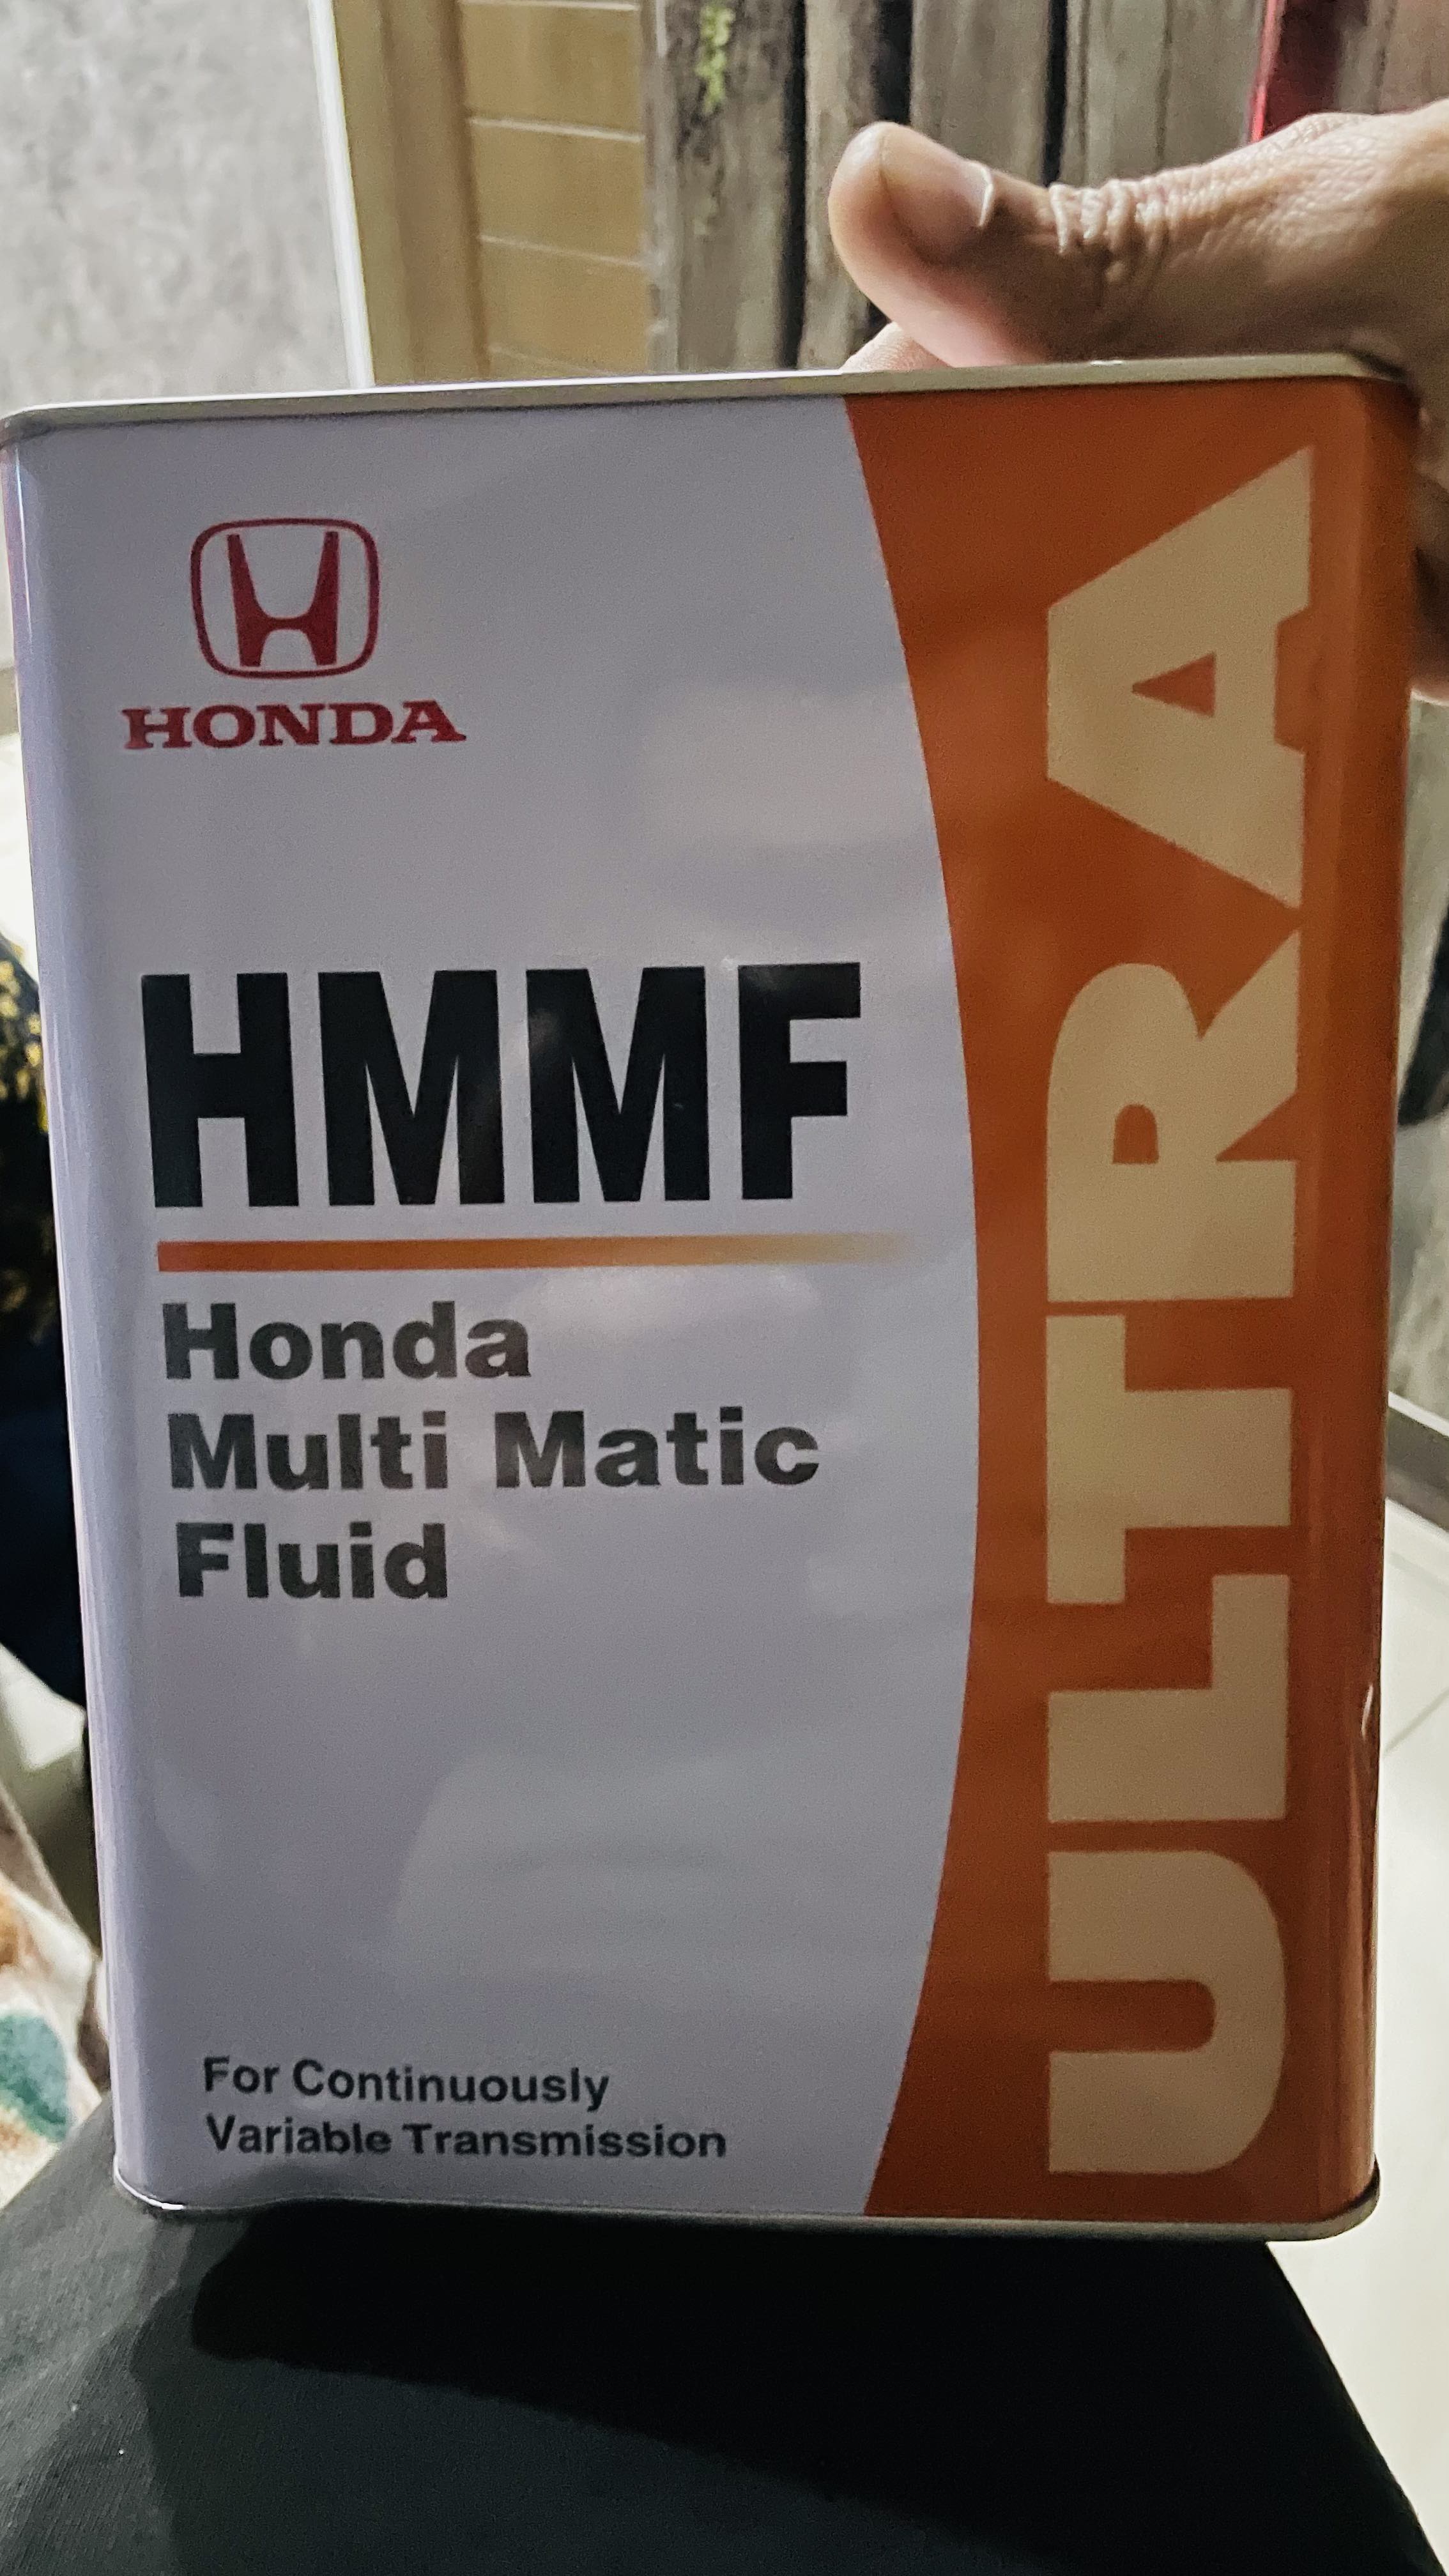 HONDA
HMMF
Honda
Multi Matic
Fluid
For Continuously
Variable Transmission
ULTRA